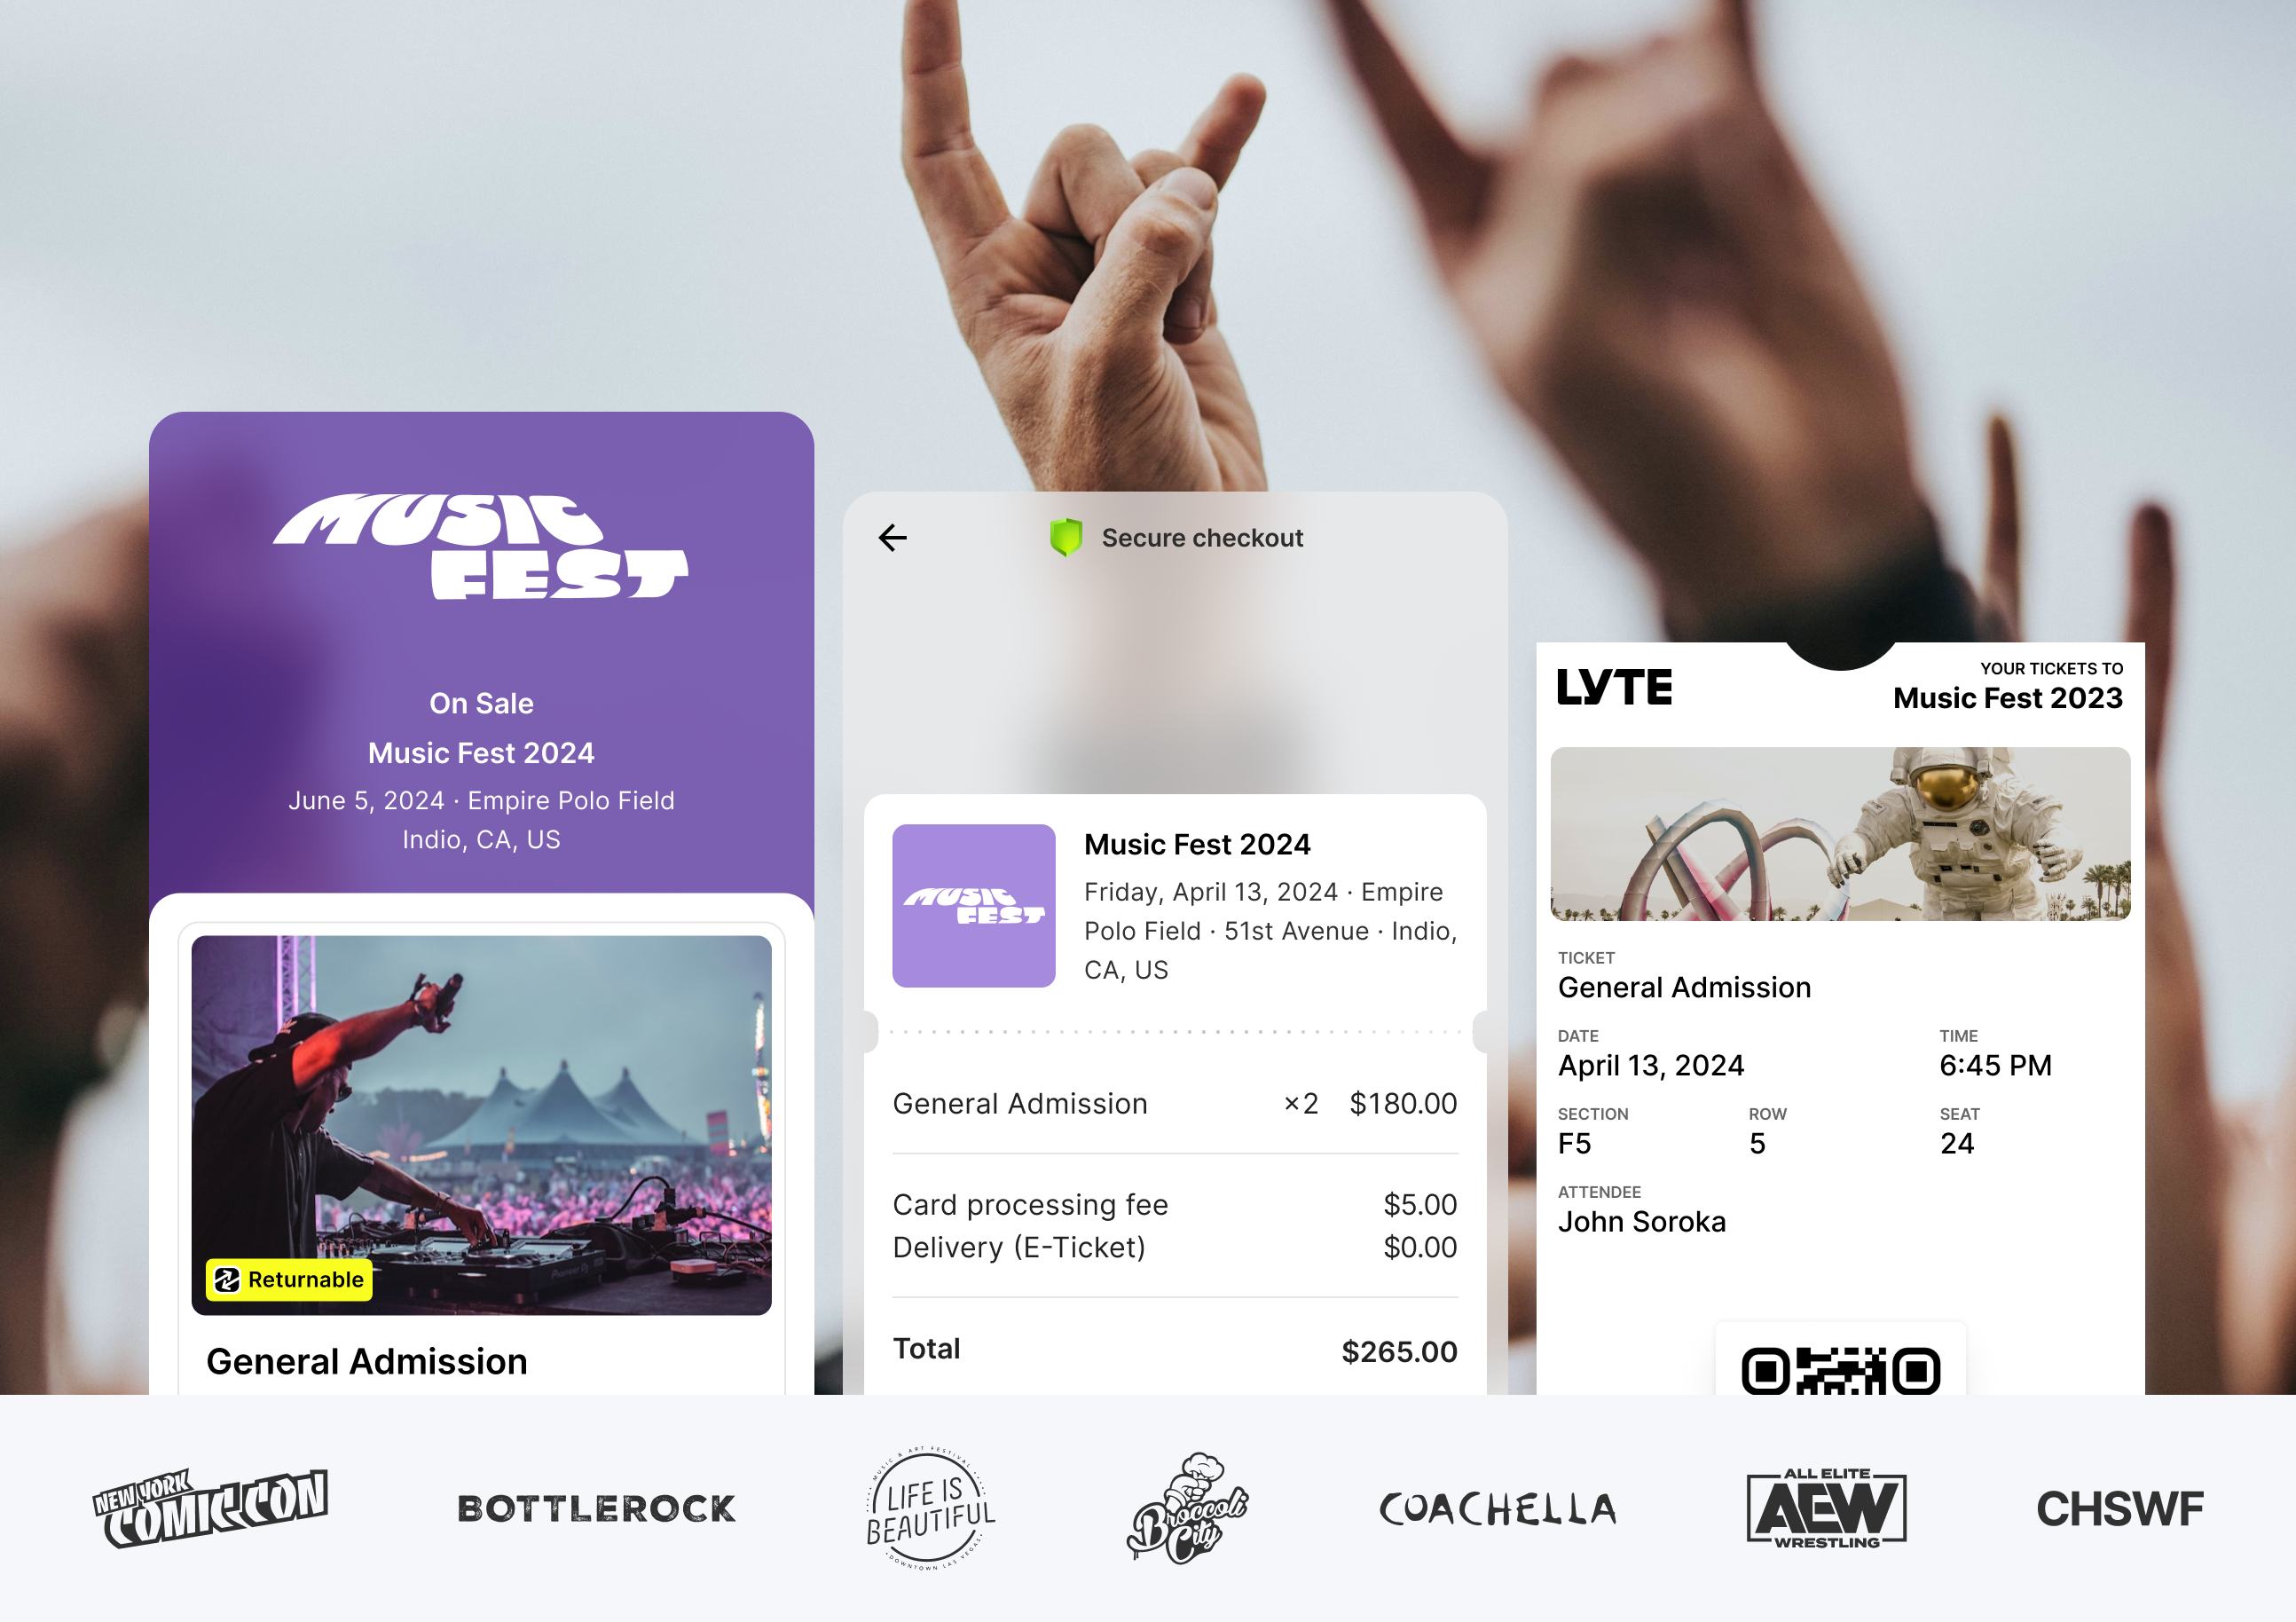 MUSIC
FEST
On Sale
Music Fest 2024
June 5, 2024 · Empire Polo Field
Indio, CA, US
Returnable
General Admission
Secure checkout
MUSIC
FEST
Music Fest 2024
Friday, April 13, 2024 · Empire
Polo Field · 51st Avenue · Indio,
CA, US
General Admission ×2 $180.00
Card processing fee $5.00
Delivery (E-Ticket) $0.00
Total $265.00
LYTE
YOUR TICKETS TO
Music Fest 2023
TICKET
General Admission
DATE TIME
April 13, 2024 6:45 PM
SECTION ROW SEAT
F5 5 24
ATTENDEE
John Soroka
NEW YORK
COMIC CON
BOTTLEROCK
MUSIC & ART FESTIVAL
LIFE IS
BEAUTIFUL
DOWNTOWN LAS VEGAS
Broccoli
City
COACHELLA
ALL ELITE
AEW
WRESTLING
CHSWF